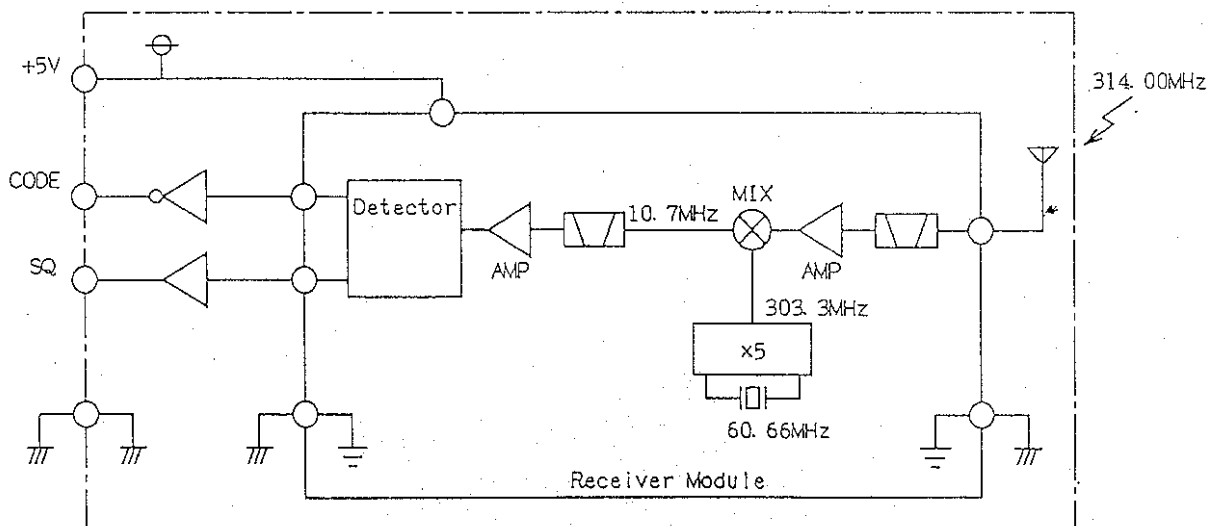 +5V
314.00MHz
CODE
Detector
10.7MHz
MIX
SQ
AMP
AMP
303.3MHz
x5
60.66MHz
Receiver Module